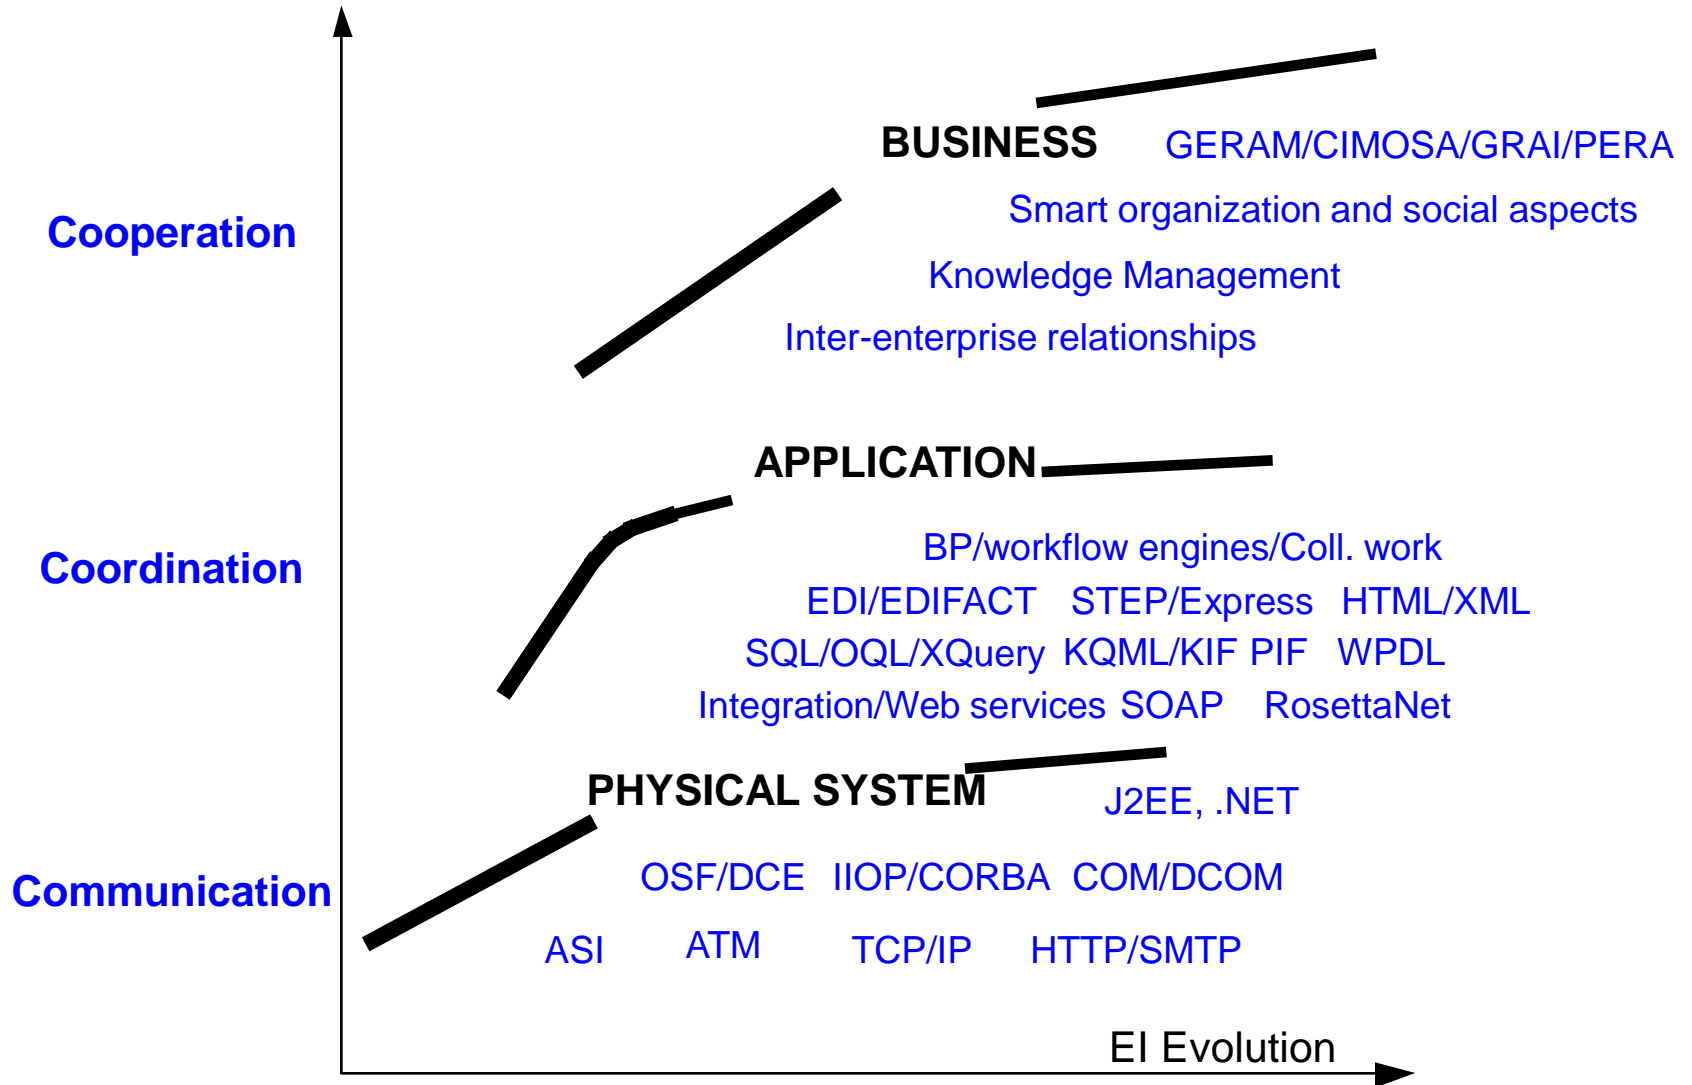 BUSINESS GERAM/CIMOSA/GRAI/PERA
Cooperation Smart organization and social aspects
Knowledge Management
Inter-enterprise relationships
APPLICATION
Coordination BP/workflow engines/Coll. work
EDI/EDIFACT STEP/Express HTML/XML
SQL/OQL/XQuery KQML/KIF PIF WPDL
Integration/Web services SOAP RosettaNet
PHYSICAL SYSTEM J2EE, .NET
Communication OSF/DCE IIOP/CORBA COM/DCOM
ASI ATM TCP/IP HTTP/SMTP
EI Evolution